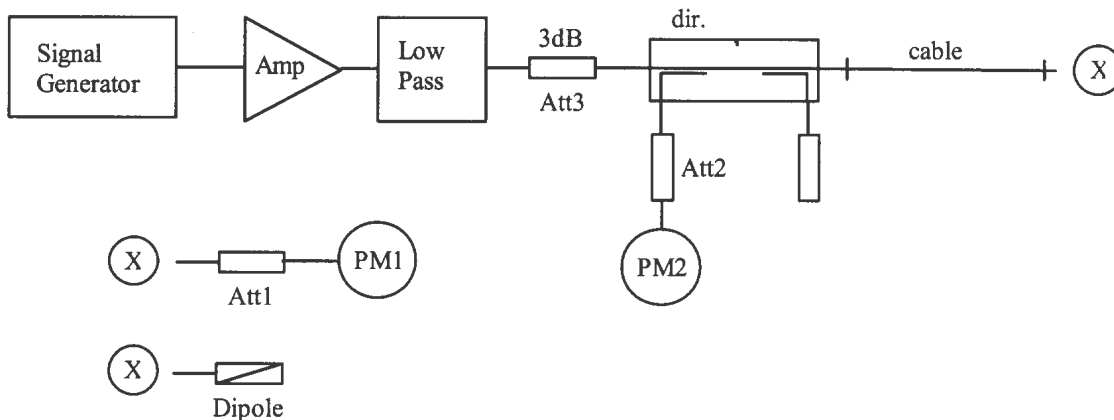 Signal
Generator
Amp
Low
Pass
3dB
Att3
dir.
cable
X
Att2
PM2
X
Att1
PM1
X
Dipole